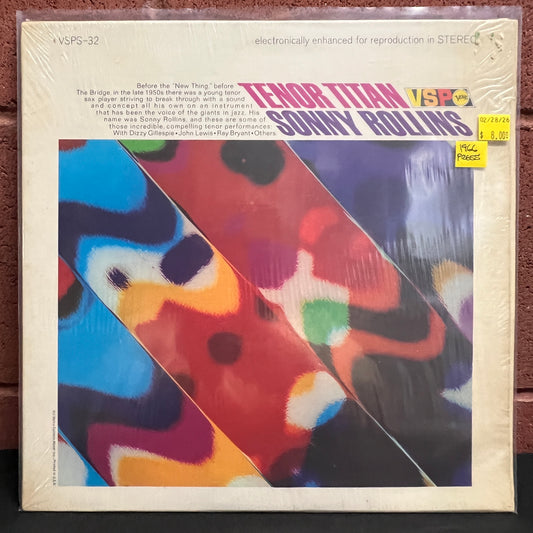 VSPS-32
electronically enhanced for reproduction in STEREO
Before the "New Thing," before
The Bridge, in the late 1950s there was a young tenor
sax player striving to break through with a sound
and concept all his own on an instrument
that has been the voice of the giants in jazz. His
name was Sonny Rollins, and these are some of
those incredible, compelling tenor performances.
With Dizzy Gillespie • John Lewis • Ray Bryant • Others
TENOR TITAN
SONNY ROLLINS
VSP
02/28/26
$ 8.00
1966
PRESS